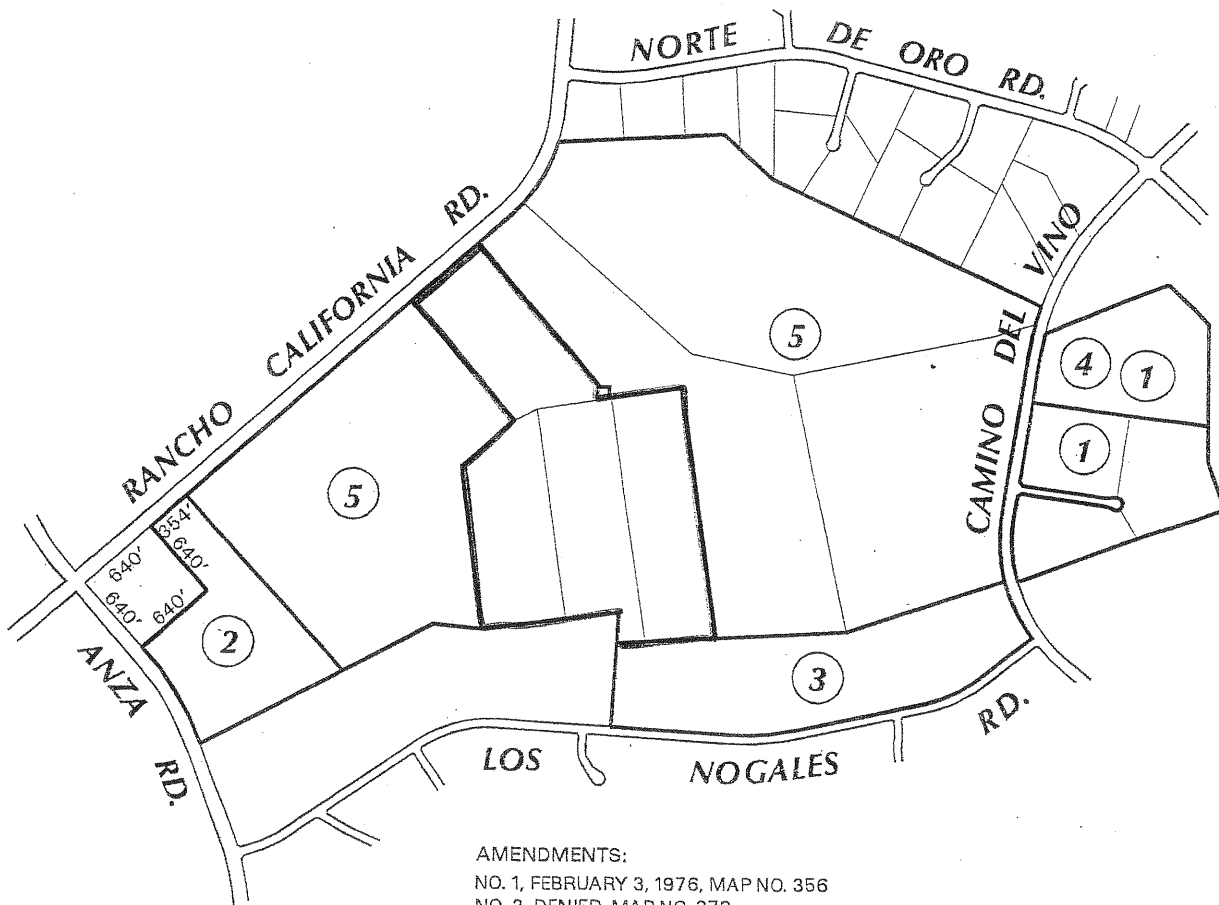 NORTE DE ORO RD.
RANCHO CALIFORNIA RD.
CAMINO DEL VINO
5
4
1
1
5
354'
640'
640'
640'
640'
2
3
ANZA RD.
LOS NOGALES RD.
AMENDMENTS:
NO. 1, FEBRUARY 3, 1976, MAP NO. 356